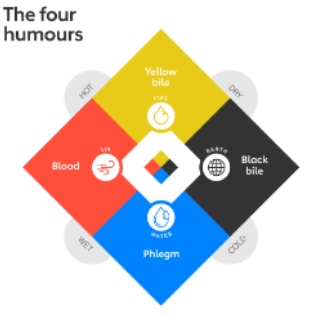 The four
humours
HOT
Yellow
bile
DRY
FIRE
AIR
Blood
EARTH
Black
bile
WATER
Phlegm
WET
COLD